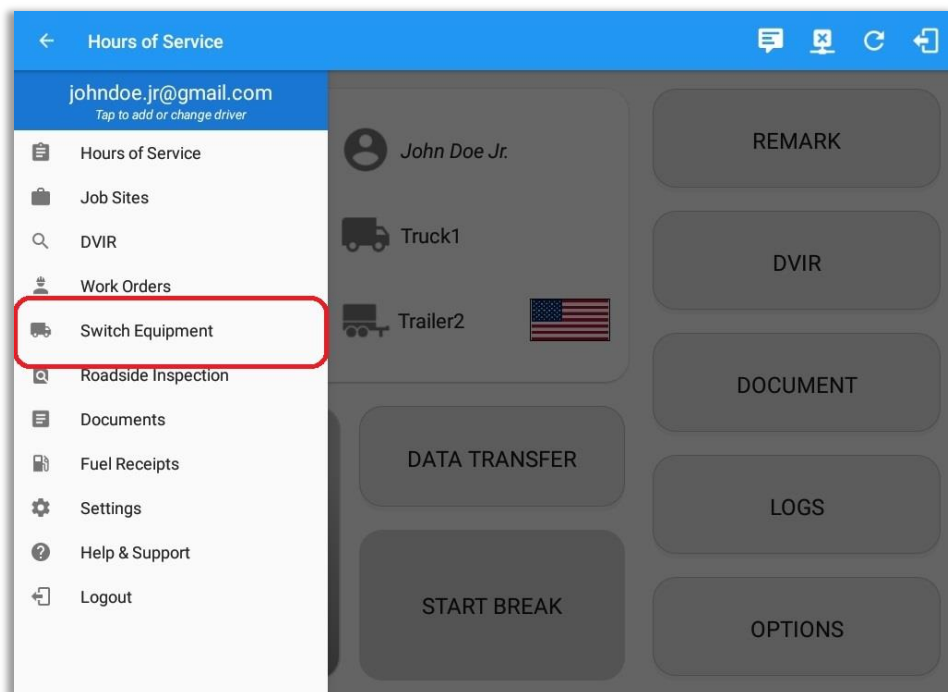 Hours of Service
johndoe.jr@gmail.com
Tap to add or change driver
Hours of Service
Job Sites
DVIR
Work Orders
Switch Equipment
Roadside Inspection
Documents
Fuel Receipts
Settings
Help & Support
Logout
John Doe Jr.
Truck1
Trailer2
DATA TRANSFER
START BREAK
REMARK
DVIR
DOCUMENT
LOGS
OPTIONS